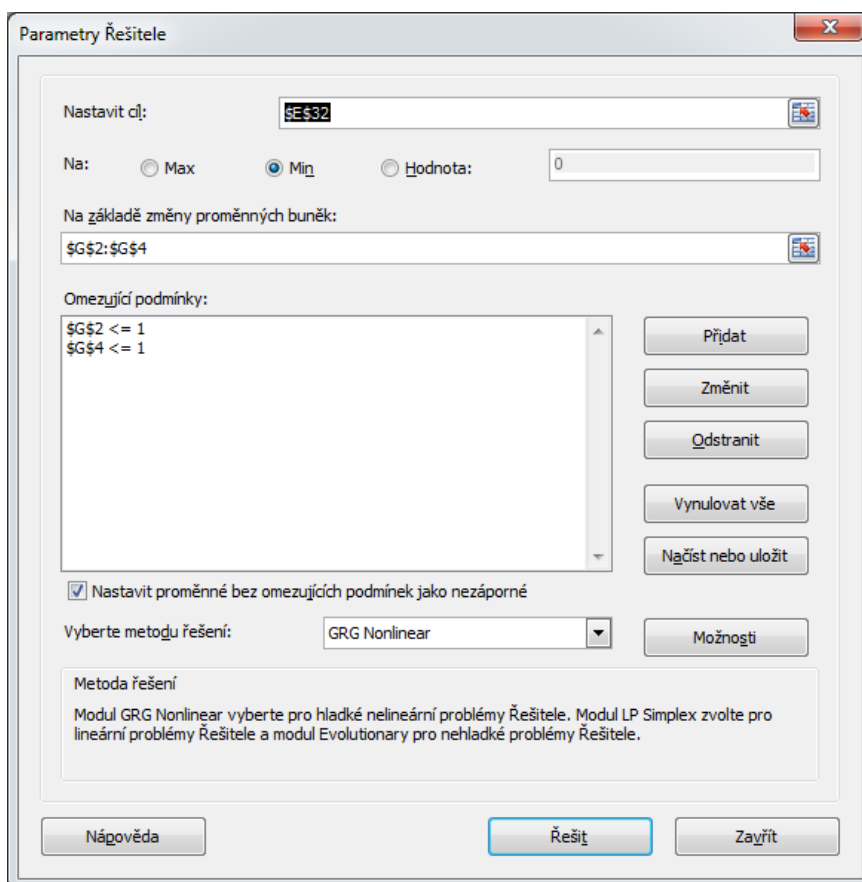 Parametry Řešitele
Nastavit cíl:
$E$32
Na:
Max
Min
Hodnota:
0
Na základě změny proměnných buněk:
$G$2:$G$4
Omezující podmínky:
$G$2 <= 1
$G$4 <= 1
Přidat
Změnit
Odstranit
Vynulovat vše
Načíst nebo uložit
Nastavit proměnné bez omezujících podmínek jako nezáporné
Vyberte metodu řešení:
GRG Nonlinear
Možnosti
Metoda řešení
Modul GRG Nonlinear vyberte pro hladké nelineární problémy Řešitele. Modul LP Simplex zvolte pro
lineární problémy Řešitele a modul Evolutionary pro nehladké problémy Řešitele.
Nápověda
Řešit
Zavřít